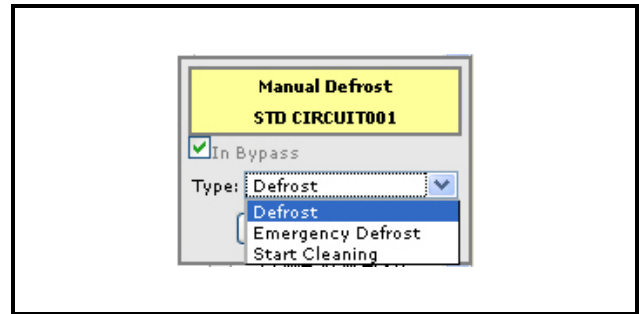 Manual Defrost
STD CIRCUIT001
In Bypass
Type: Defrost
Defrost
Emergency Defrost
Start Cleaning